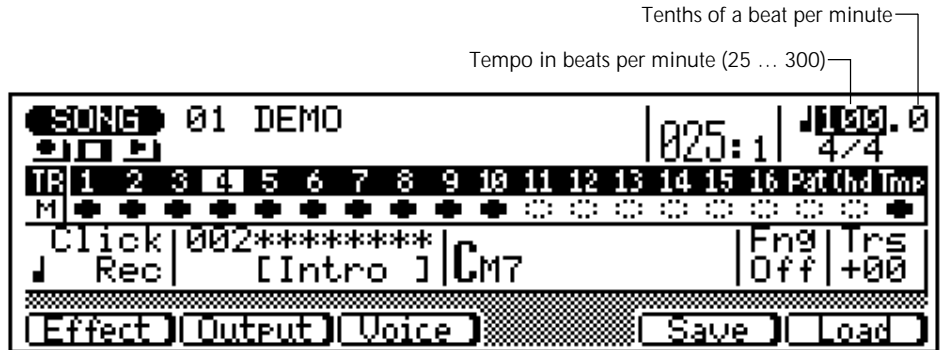 Tenths of a beat per minute
Tempo in beats per minute (25 … 300)
SONG 01 DEMO 025:1 ♩100.0
4/4
TR 1 2 3 4 5 6 7 8 9 10 11 12 13 14 15 16 Pat Chd Tmp
M
Click 002******** CM7 Fng Trs
♩ Rec [Intro ] Off +00
Effect Output Voice Save Load